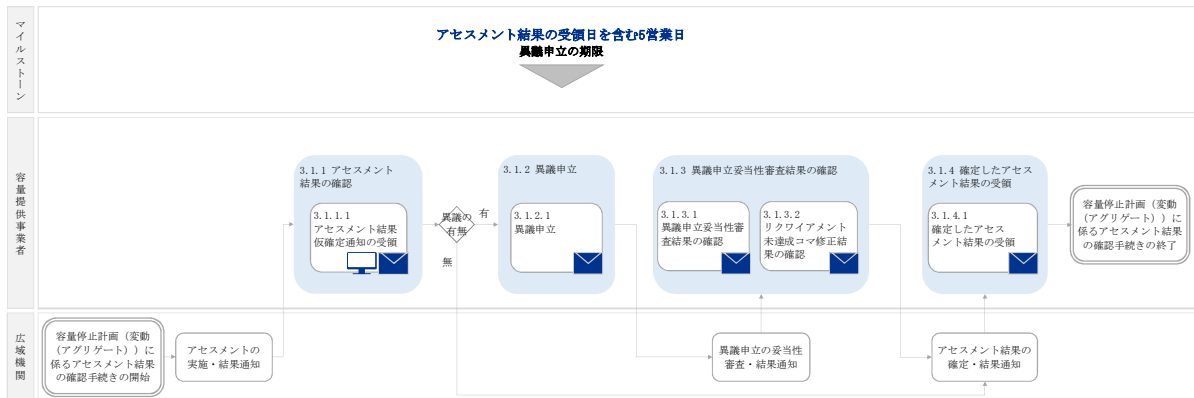 マイルストーン
アセスメント結果の受領日を含む5営業日
異議申立の期限
容量提供事業者
3.1.1 アセスメント
結果の確認
3.1.1.1
アセスメント結果
仮確定通知の受領
異議の
有無
有
無
3.1.2 異議申立
3.1.2.1
異議申立
3.1.3 異議申立妥当性審査結果の確認
3.1.3.1
異議申立妥当性審
査結果の確認
3.1.3.2
リクワイアメント
未達成コマ修正結
果の確認
3.1.4 確定したアセス
メント結果の受領
3.1.4.1
確定したアセス
メント結果の受領
容量停止計画（変動
（アグリゲート））に
係るアセスメント結果
の確認手続きの終了
広域機関
容量停止計画（変動
（アグリゲート））に
係るアセスメント結果
の確認手続きの開始
アセスメントの
実施・結果通知
異議申立の妥当性
審査・結果通知
アセスメント結果の
確定・結果通知